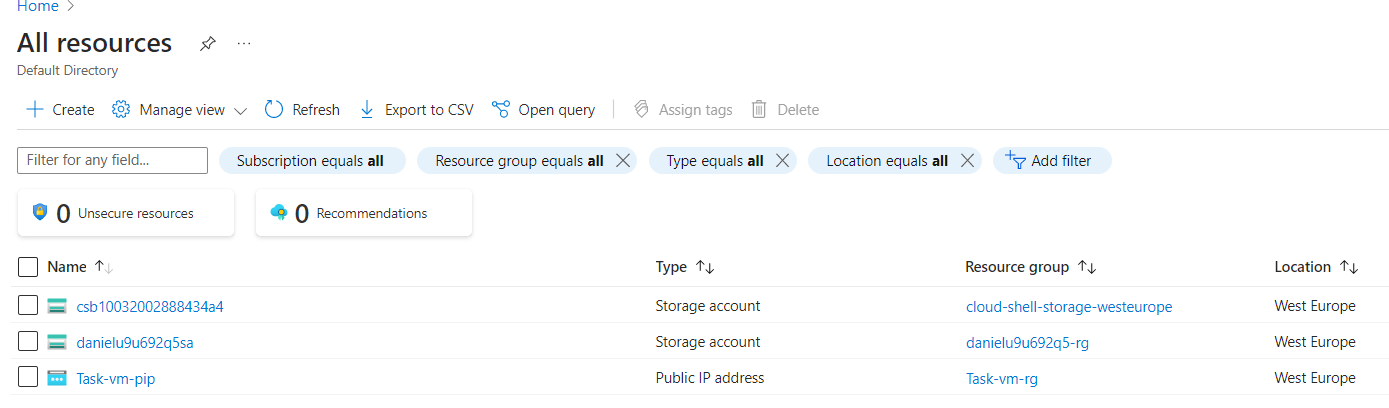 Home
All resources
Default Directory
Create Manage view Refresh Export to CSV Open query Assign tags Delete
Filter for any field... Subscription equals all Resource group equals all Type equals all Location equals all Add filter
0 Unsecure resources 0 Recommendations
Name Type Resource group Location
csb10032002888434a4 Storage account cloud-shell-storage-westeurope West Europe
danielu9u692q5sa Storage account danielu9u692q5-rg West Europe
Task-vm-pip Public IP address Task-vm-rg West Europe